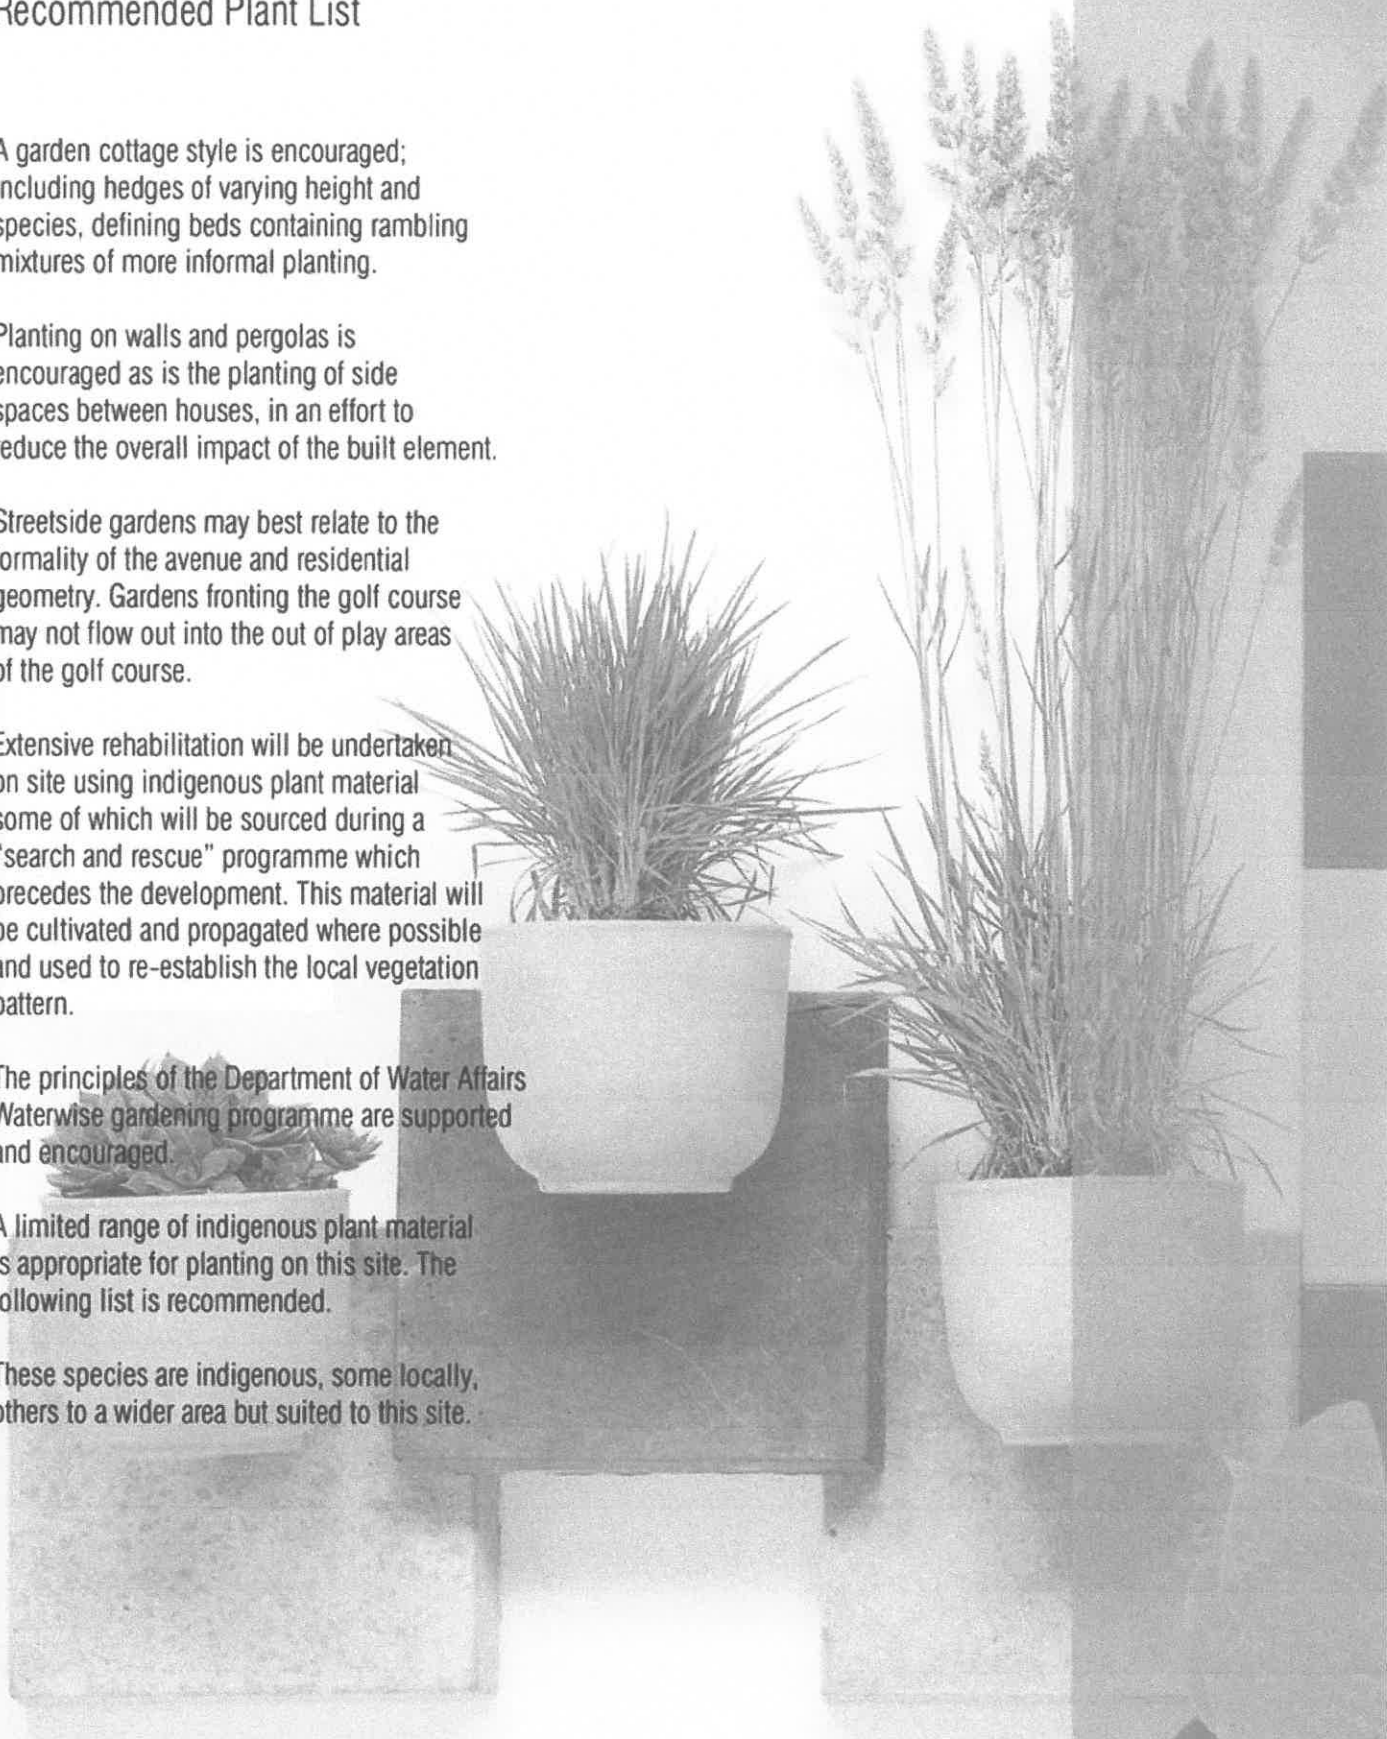 Recommended Plant List
A garden cottage style is encouraged;
including hedges of varying height and
species, defining beds containing rambling
mixtures of more informal planting.
Planting on walls and pergolas is
encouraged as is the planting of side
spaces between houses, in an effort to
reduce the overall impact of the built element.
Streetside gardens may best relate to the
formality of the avenue and residential
geometry. Gardens fronting the golf course
may not flow out into the out of play areas
of the golf course.
Extensive rehabilitation will be undertaken
on site using indigenous plant material
some of which will be sourced during a
"search and rescue" programme which
precedes the development. This material will
be cultivated and propagated where possible
and used to re-establish the local vegetation
pattern.
The principles of the Department of Water Affairs
Waterwise gardening programme are supported
and encouraged.
A limited range of indigenous plant material
is appropriate for planting on this site. The
following list is recommended.
These species are indigenous, some locally,
others to a wider area but suited to this site.